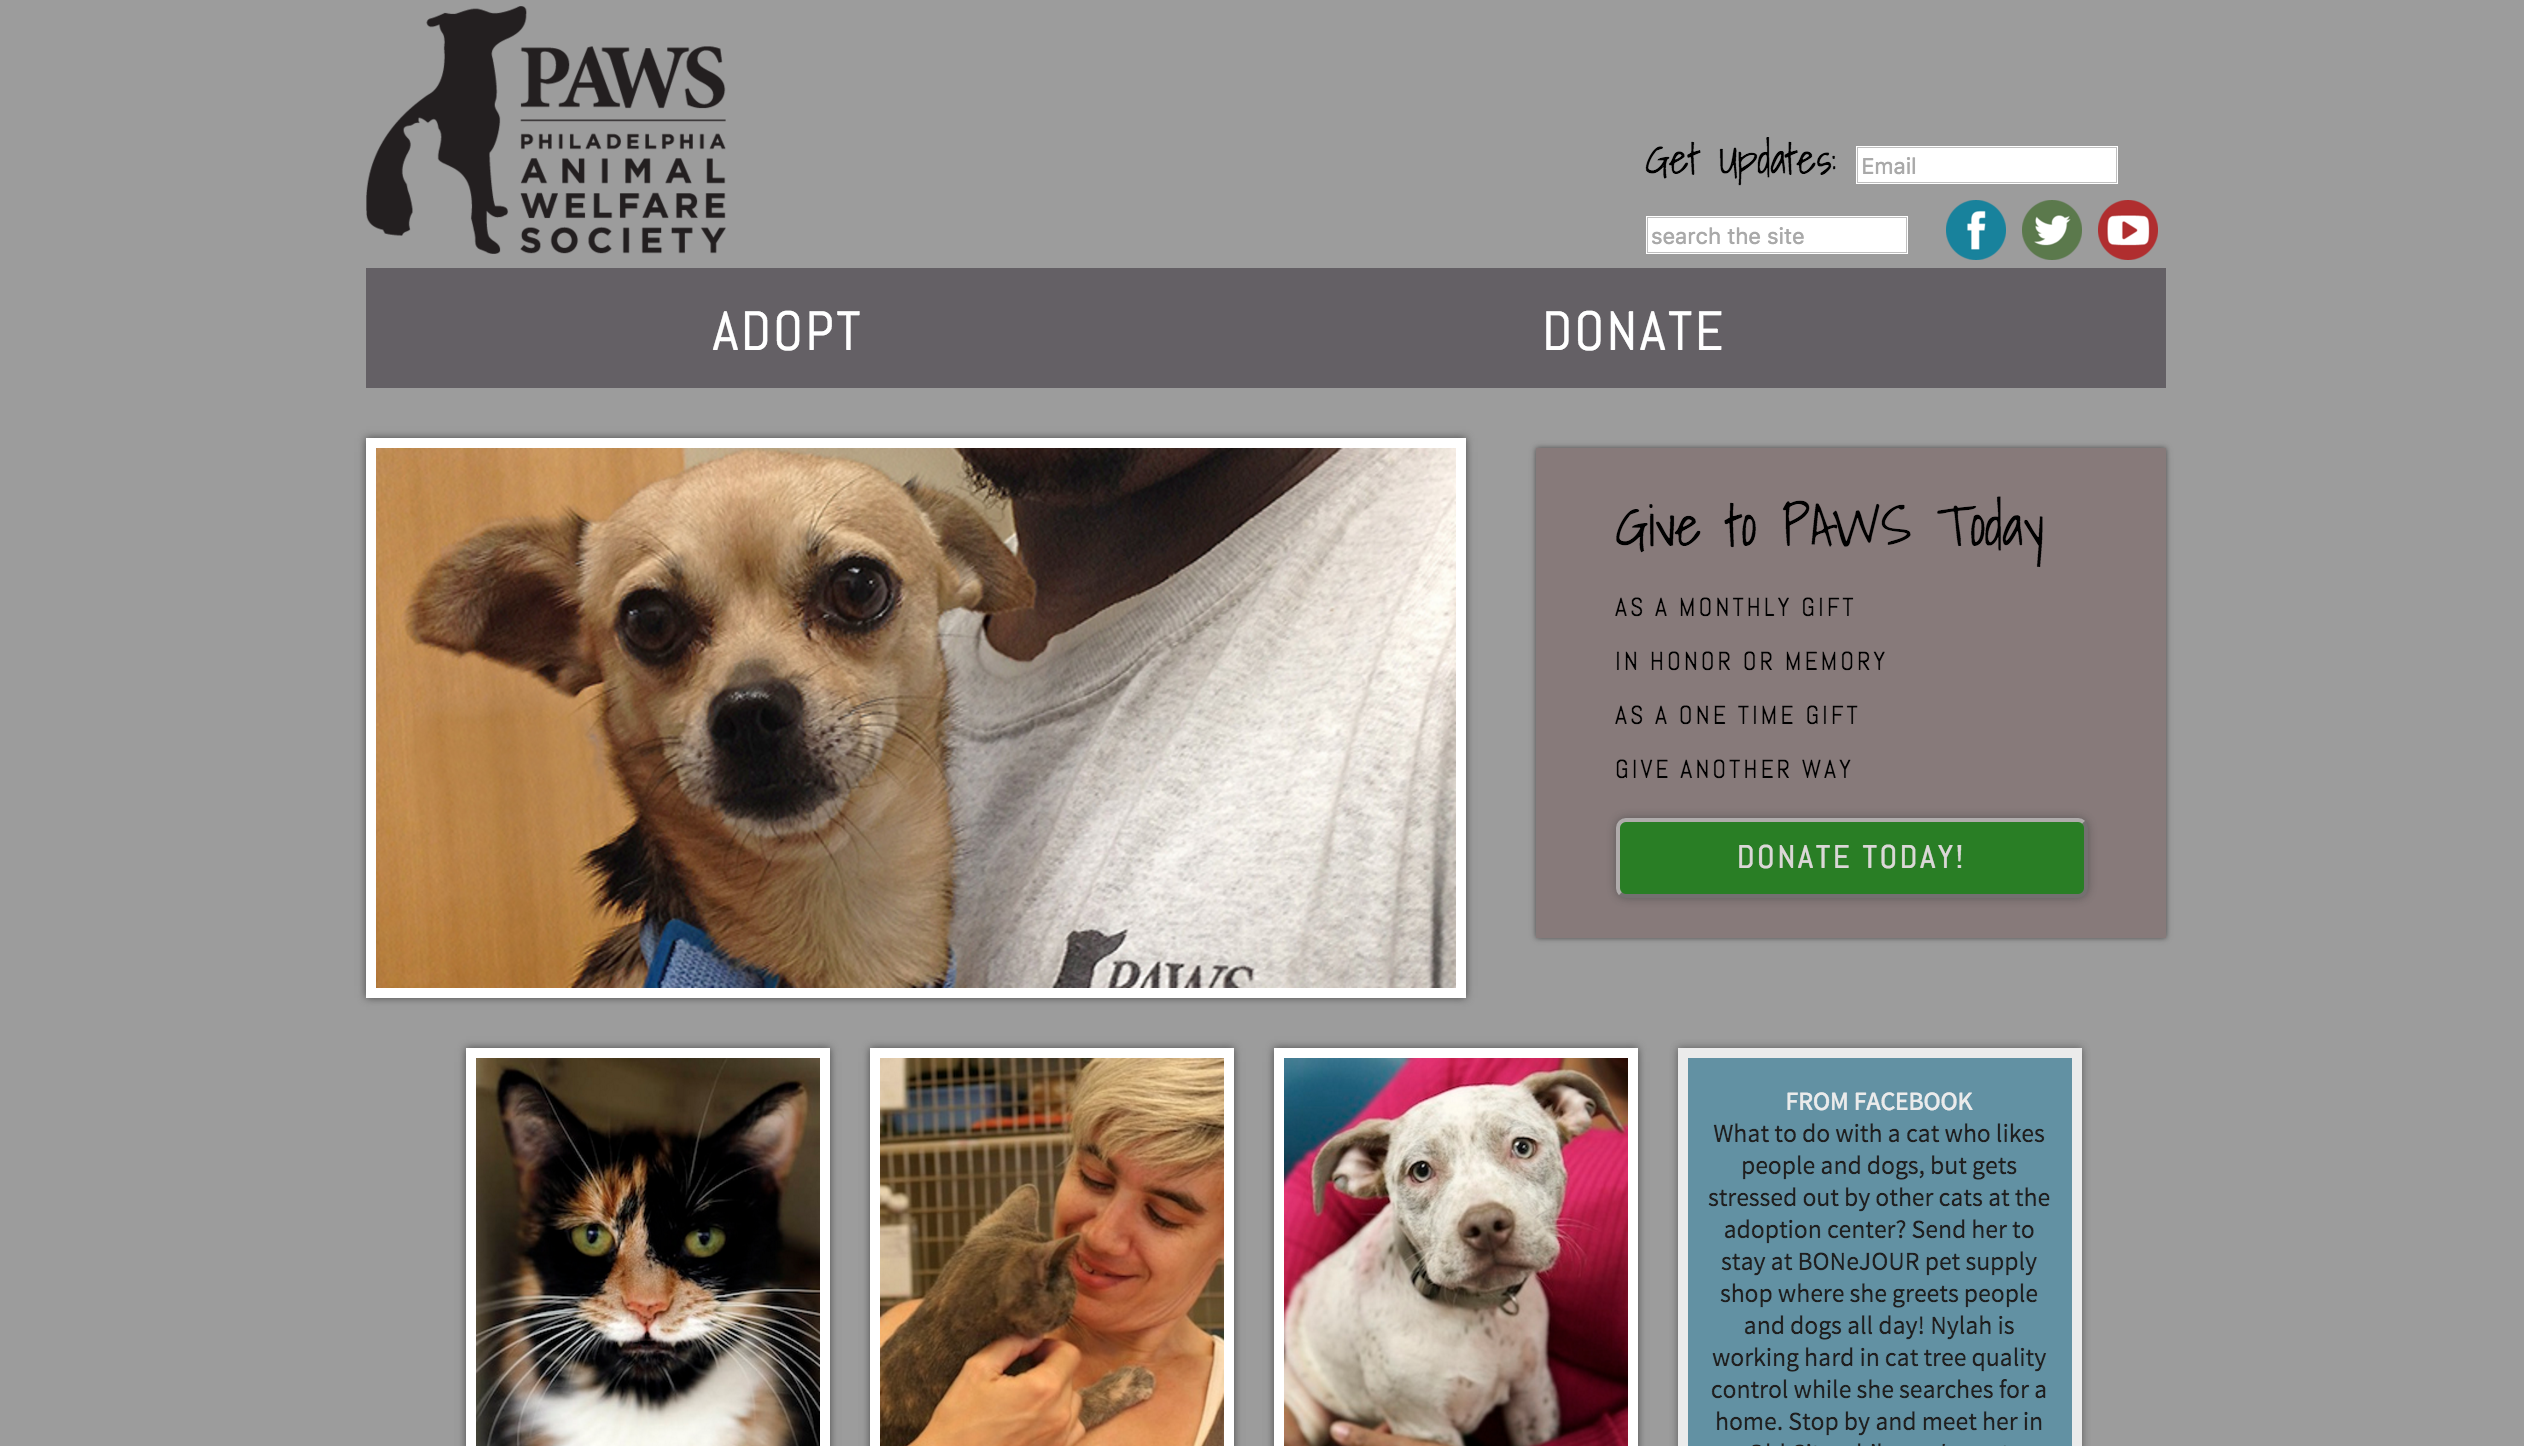 PAWS
PHILADELPHIA
ANIMAL
WELFARE
SOCIETY
Get Updates:
Email
search the site
ADOPT
DONATE
Give to PAWS Today
AS A MONTHLY GIFT
IN HONOR OR MEMORY
AS A ONE TIME GIFT
GIVE ANOTHER WAY
DONATE TODAY!
PAWS
FROM FACEBOOK
What to do with a cat who likes
people and dogs, but gets
stressed out by other cats at the
adoption center? Send her to
stay at BONeJOUR pet supply
shop where she greets people
and dogs all day! Nylah is
working hard in cat tree quality
control while she searches for a
home. Stop by and meet her in